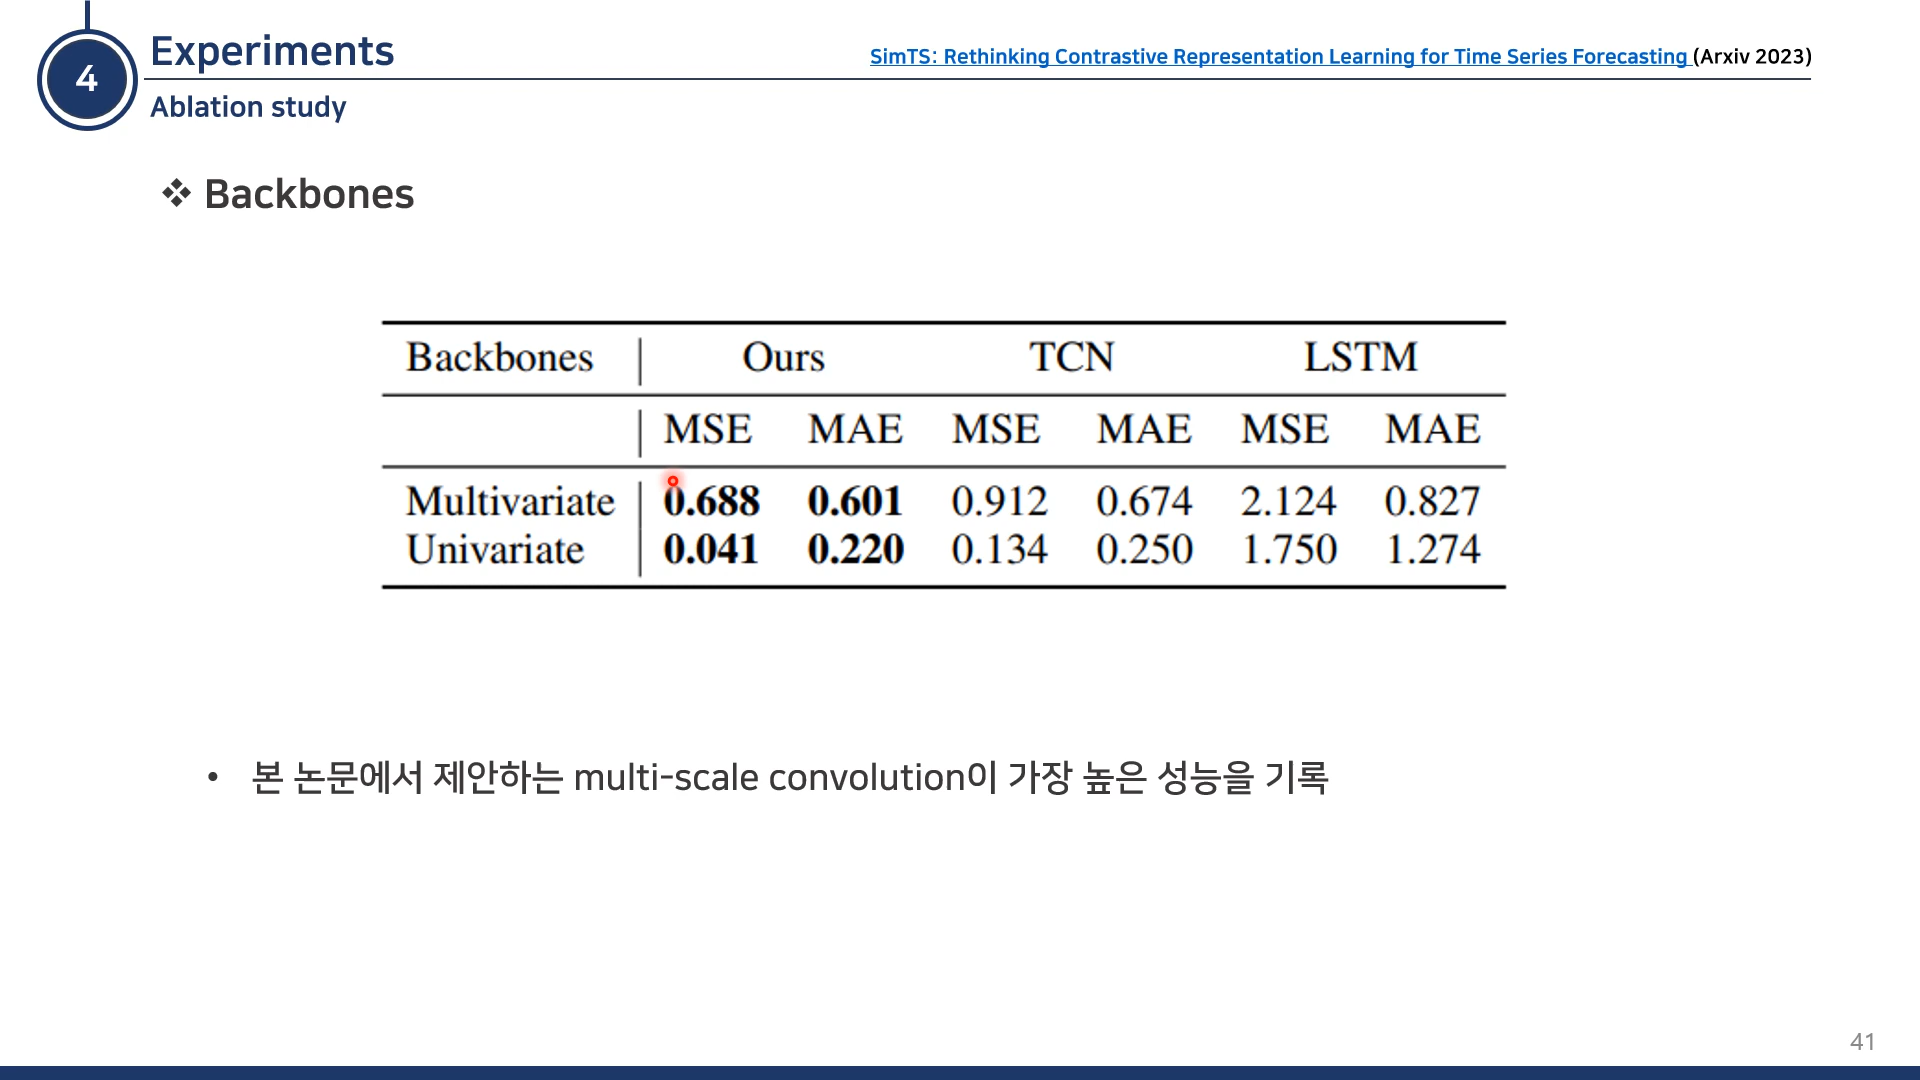 4
Experiments
SimTS: Rethinking Contrastive Representation Learning for Time Series Forecasting (Arxiv 2023)
Ablation study
❖ Backbones
Backbones Ours TCN LSTM
MSE MAE MSE MAE MSE MAE
Multivariate 0.688 0.601 0.912 0.674 2.124 0.827
Univariate 0.041 0.220 0.134 0.250 1.750 1.274
• 본 논문에서 제안하는 multi-scale convolution이 가장 높은 성능을 기록
41